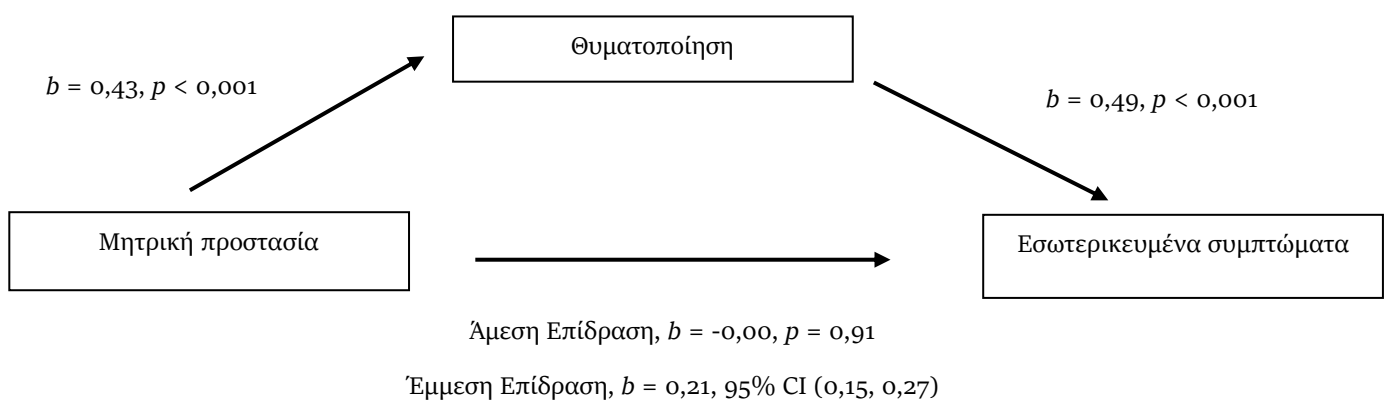 Θυματοποίηση
b = 0,43, p < 0,001
b = 0,49, p < 0,001
Μητρική προστασία
Εσωτερικευμένα συμπτώματα
Άμεση Επίδραση, b = -0,00, p = 0,91
Έμμεση Επίδραση, b = 0,21, 95% CI (0,15, 0,27)